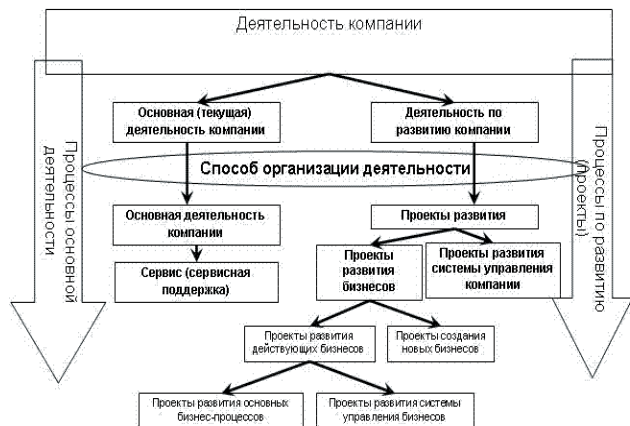 Деятельность компании
Основная (текущая)
деятельность компании
Деятельность по
развитию компании
Способ организации деятельности
Процессы основной
деятельности
Процессы по развитию
(проекты)
Основная деятельность
компании
Проекты развития
Сервис (сервисная
поддержка)
Проекты
развития
бизнесов
Проекты развития
системы управления
компании
Проекты развития
действующих бизнесов
Проекты создания
новых бизнесов
Проекты развития основных
бизнес-процессов
Проекты развития системы
управления бизнесов